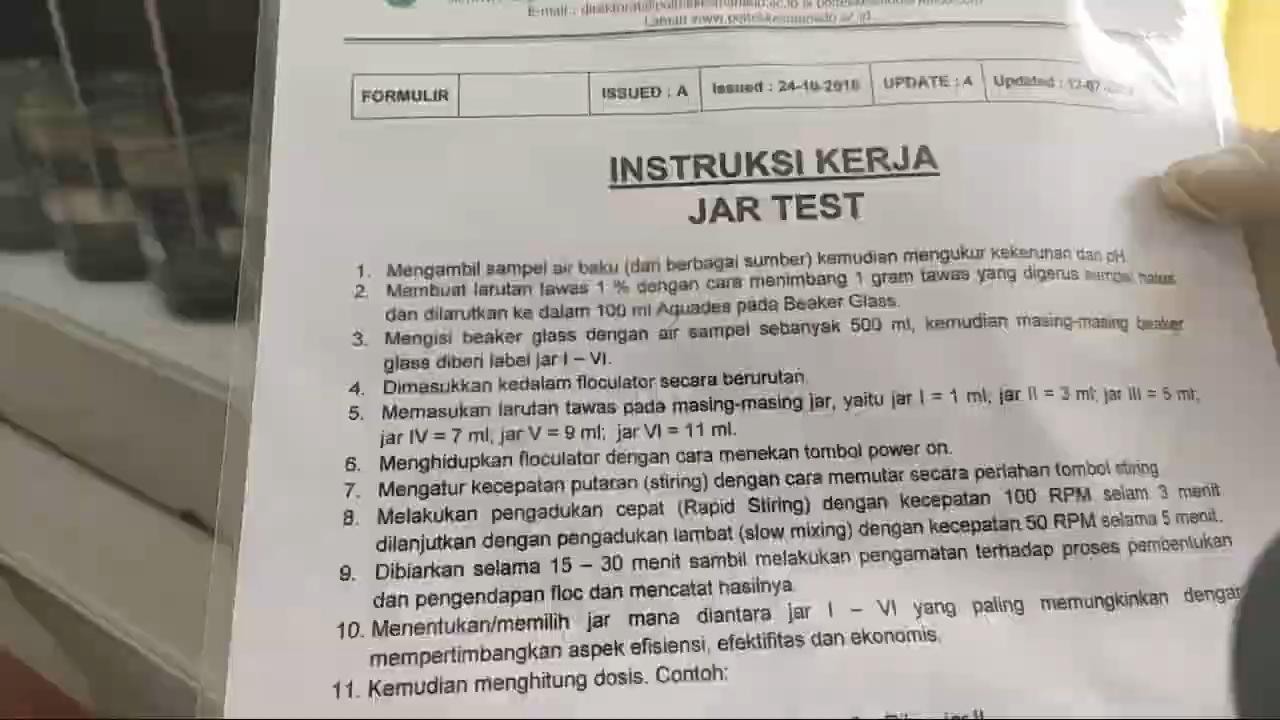 E-mail :
FORMULIR ISSUED : A Issued : 24-10-2016 UPDATE : 4 Updated :
INSTRUKSI KERJA
JAR TEST
1. Mengambil sampel air baku (dari berbagai sumber) kemudian mengukur kekeruhan dan pH.
2. Membuat larutan tawas 1 % dengan cara menimbang 1 gram tawas yang digerus sampai halus
dan dilarutkan ke dalam 100 ml Aquades pada Beaker Glass.
3. Mengisi beaker glass dengan air sampel sebanyak 500 ml, kemudian masing-masing beaker
glass diberi label jar I – VI.
4. Dimasukkan kedalam floculator secara berurutan.
5. Memasukan larutan tawas pada masing-masing jar, yaitu jar I = 1 ml; jar II = 3 ml; jar III = 5 ml;
jar IV = 7 ml; jar V = 9 ml; jar VI = 11 ml.
6. Menghidupkan floculator dengan cara menekan tombol power on.
7. Mengatur kecepatan putaran (stiring) dengan cara memutar secara perlahan tombol stiring
8. Melakukan pengadukan cepat (Rapid Stiring) dengan kecepatan 100 RPM selam 3 menit
dilanjutkan dengan pengadukan lambat (slow mixing) dengan kecepatan 50 RPM selama 5 menit.
9. Dibiarkan selama 15 – 30 menit sambil melakukan pengamatan terhadap proses pembentukan
dan pengendapan floc dan mencatat hasilnya.
10. Menentukan/memilih jar mana diantara jar I – VI yang paling memungkinkan dengan
mempertimbangkan aspek efisiensi, efektifitas dan ekonomis.
11. Kemudian menghitung dosis. Contoh: